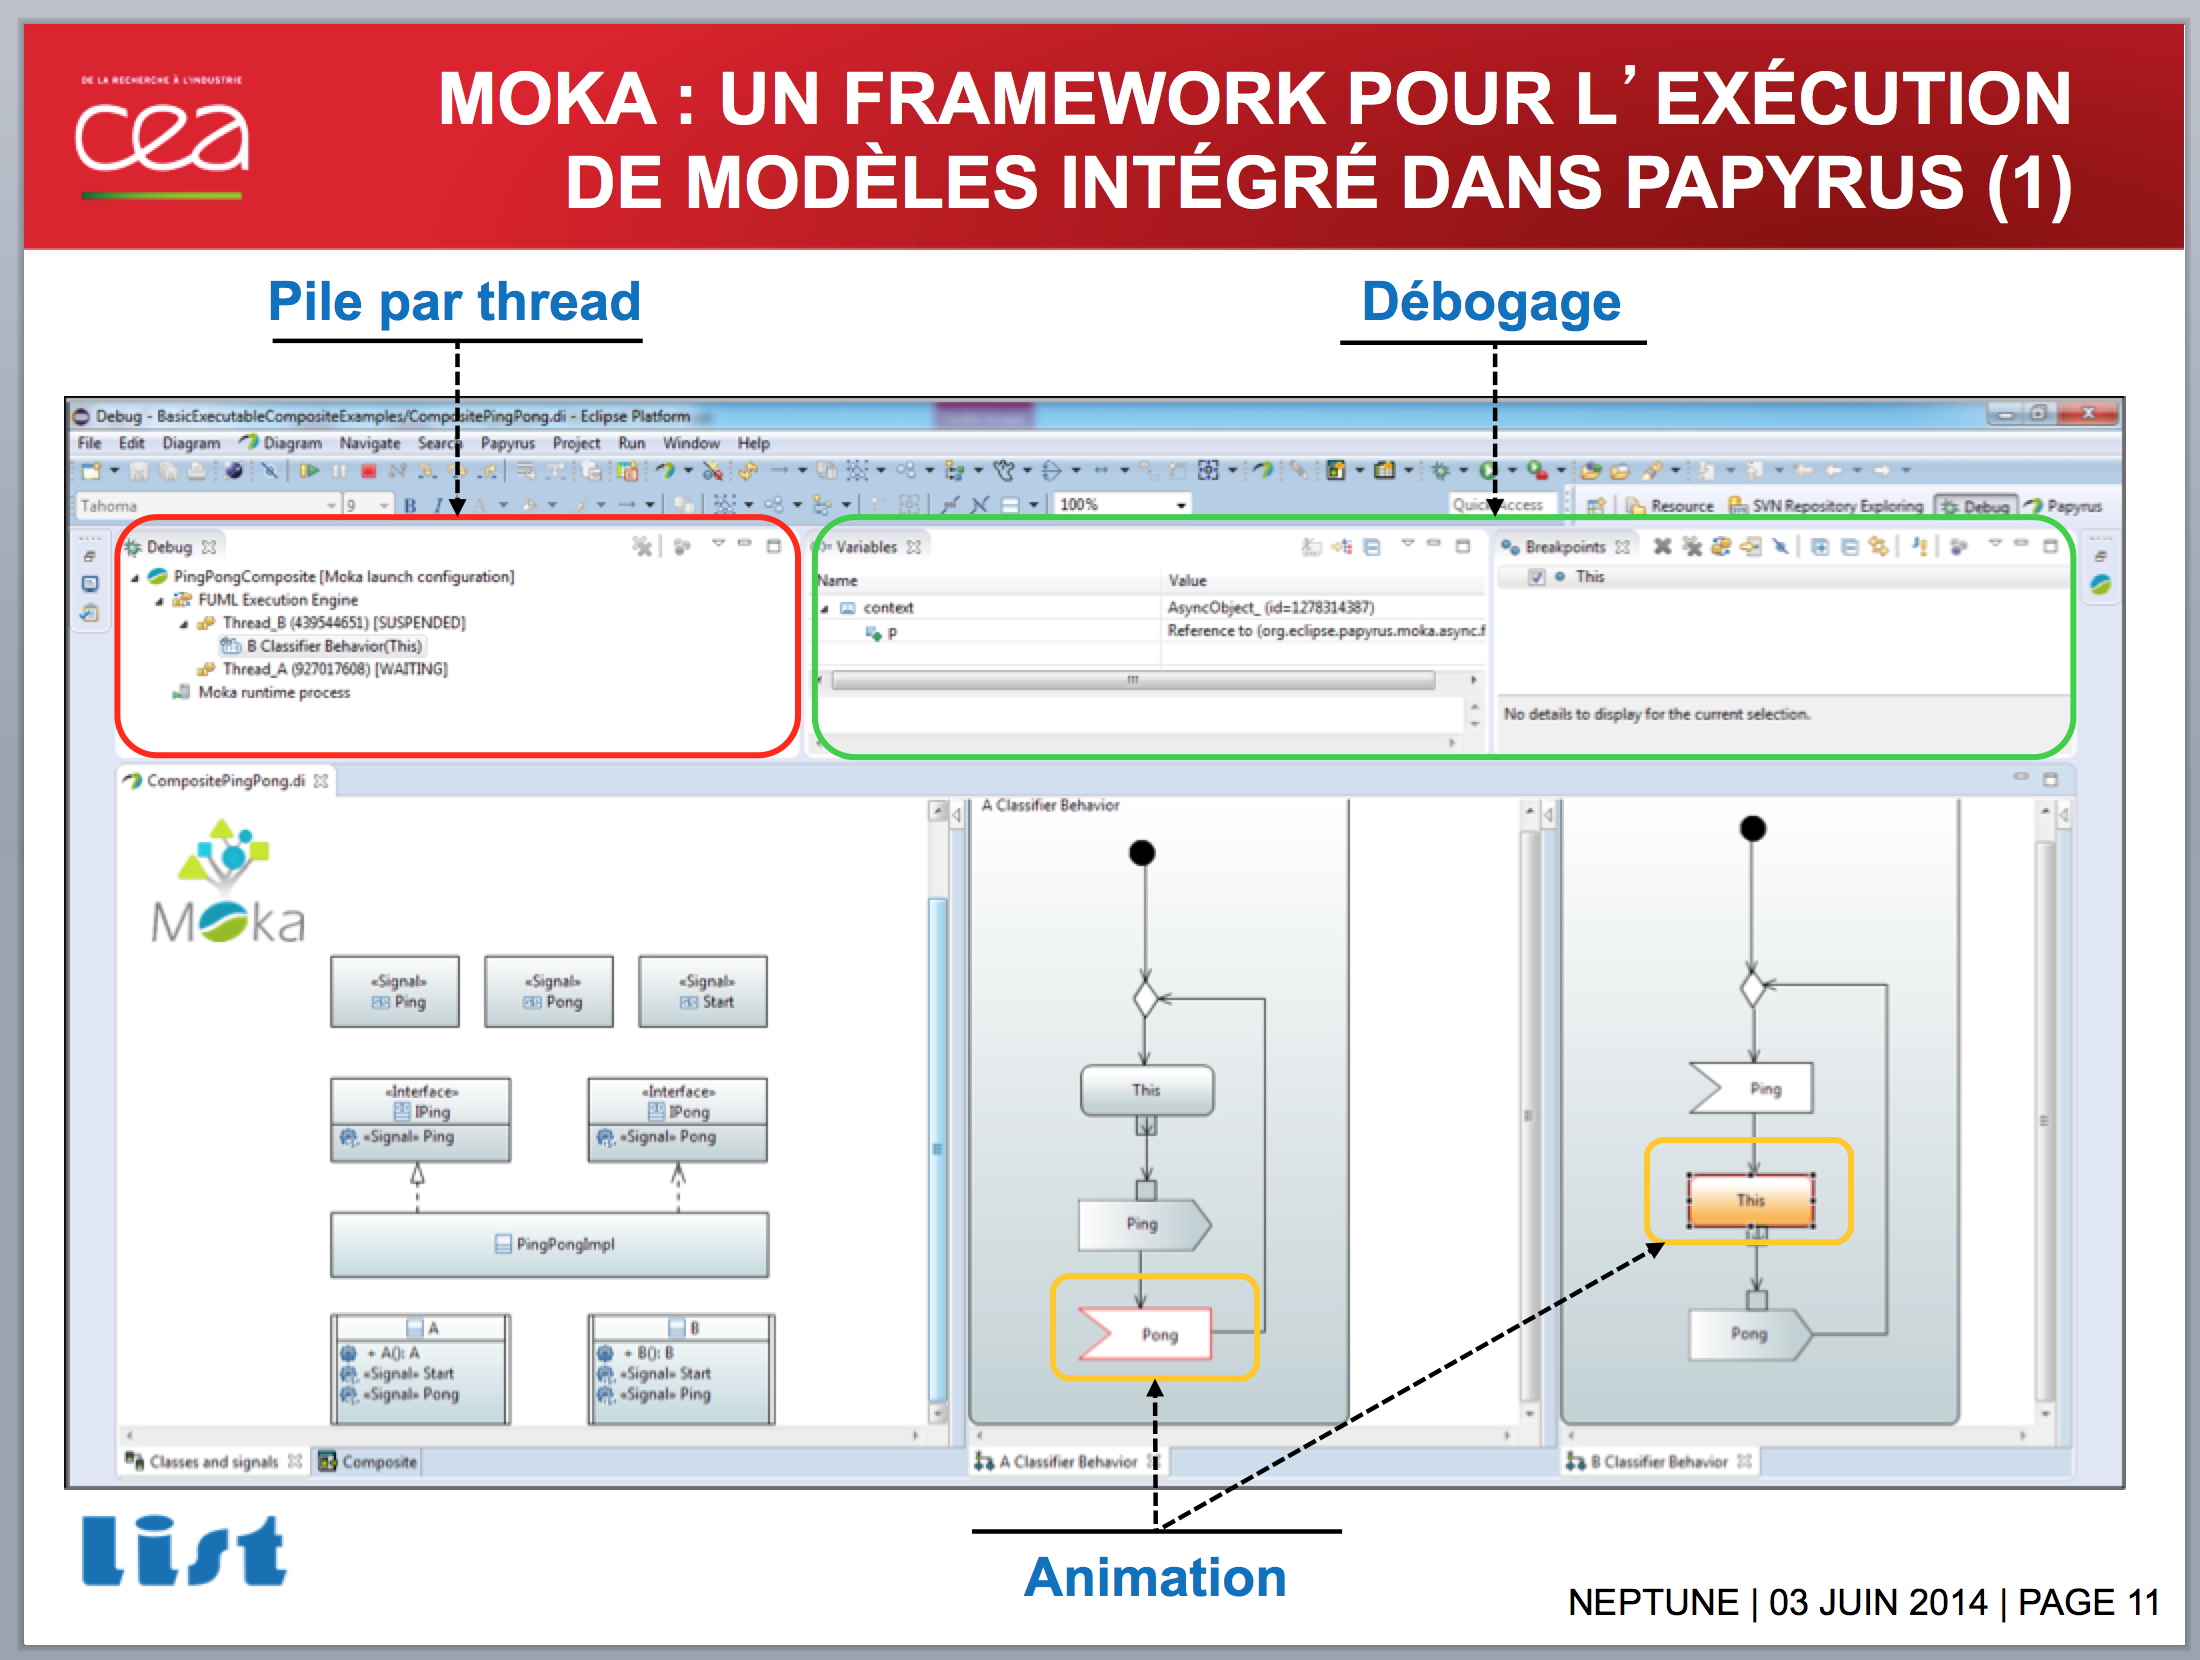 DE LA RECHERCHE À L'INDUSTRIE
cea
MOKA : UN FRAMEWORK POUR L’EXÉCUTION
DE MODÈLES INTÉGRÉ DANS PAPYRUS (1)
Pile par thread
Débogage
Debug - BasicExecutableCompositeExamples/CompositePingPong.di - Eclipse Platform
File Edit Diagram Diagram Navigate Search Papyrus Project Run Window Help
Tahoma 9 B I A 100% Quick Access Resource SVN Repository Exploring Debug Papyrus
Debug
PingPongComposite [Moka launch configuration]
FUML Execution Engine
Thread_B (439544651) [SUSPENDED]
B Classifier Behavior(This)
Thread_A (927017608) [WAITING]
Moka runtime process
Variables
Name Value
context AsyncObject_ (id=1278314387)
p Reference to (org.eclipse.papyrus.moka.async.f
Breakpoints
This
No details to display for the current selection.
CompositePingPong.di
Moka
«Signal»
Ping
«Signal»
Pong
«Signal»
Start
«Interface»
IPing
«Signal» Ping
«Interface»
IPong
«Signal» Pong
PingPongImpl
A
+ A(): A
«Signal» Start
«Signal» Pong
B
+ B(): B
«Signal» Start
«Signal» Ping
A Classifier Behavior
This
Ping
Pong
Ping
This
Pong
Classes and signals Composite
A Classifier Behavior
B Classifier Behavior
list
Animation
NEPTUNE | 03 JUIN 2014 | PAGE 11